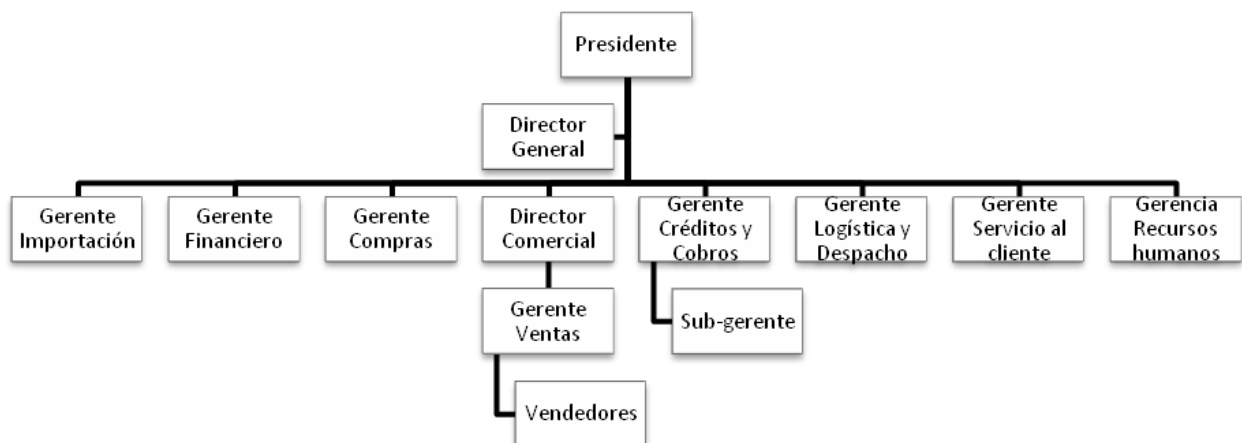 Presidente
Director
General
Gerente
Importación
Gerente
Financiero
Gerente
Compras
Director
Comercial
Gerente
Créditos y
Cobros
Gerente
Logística y
Despacho
Gerente
Servicio al
cliente
Gerencia
Recursos
humanos
Gerente
Ventas
Sub-gerente
Vendedores